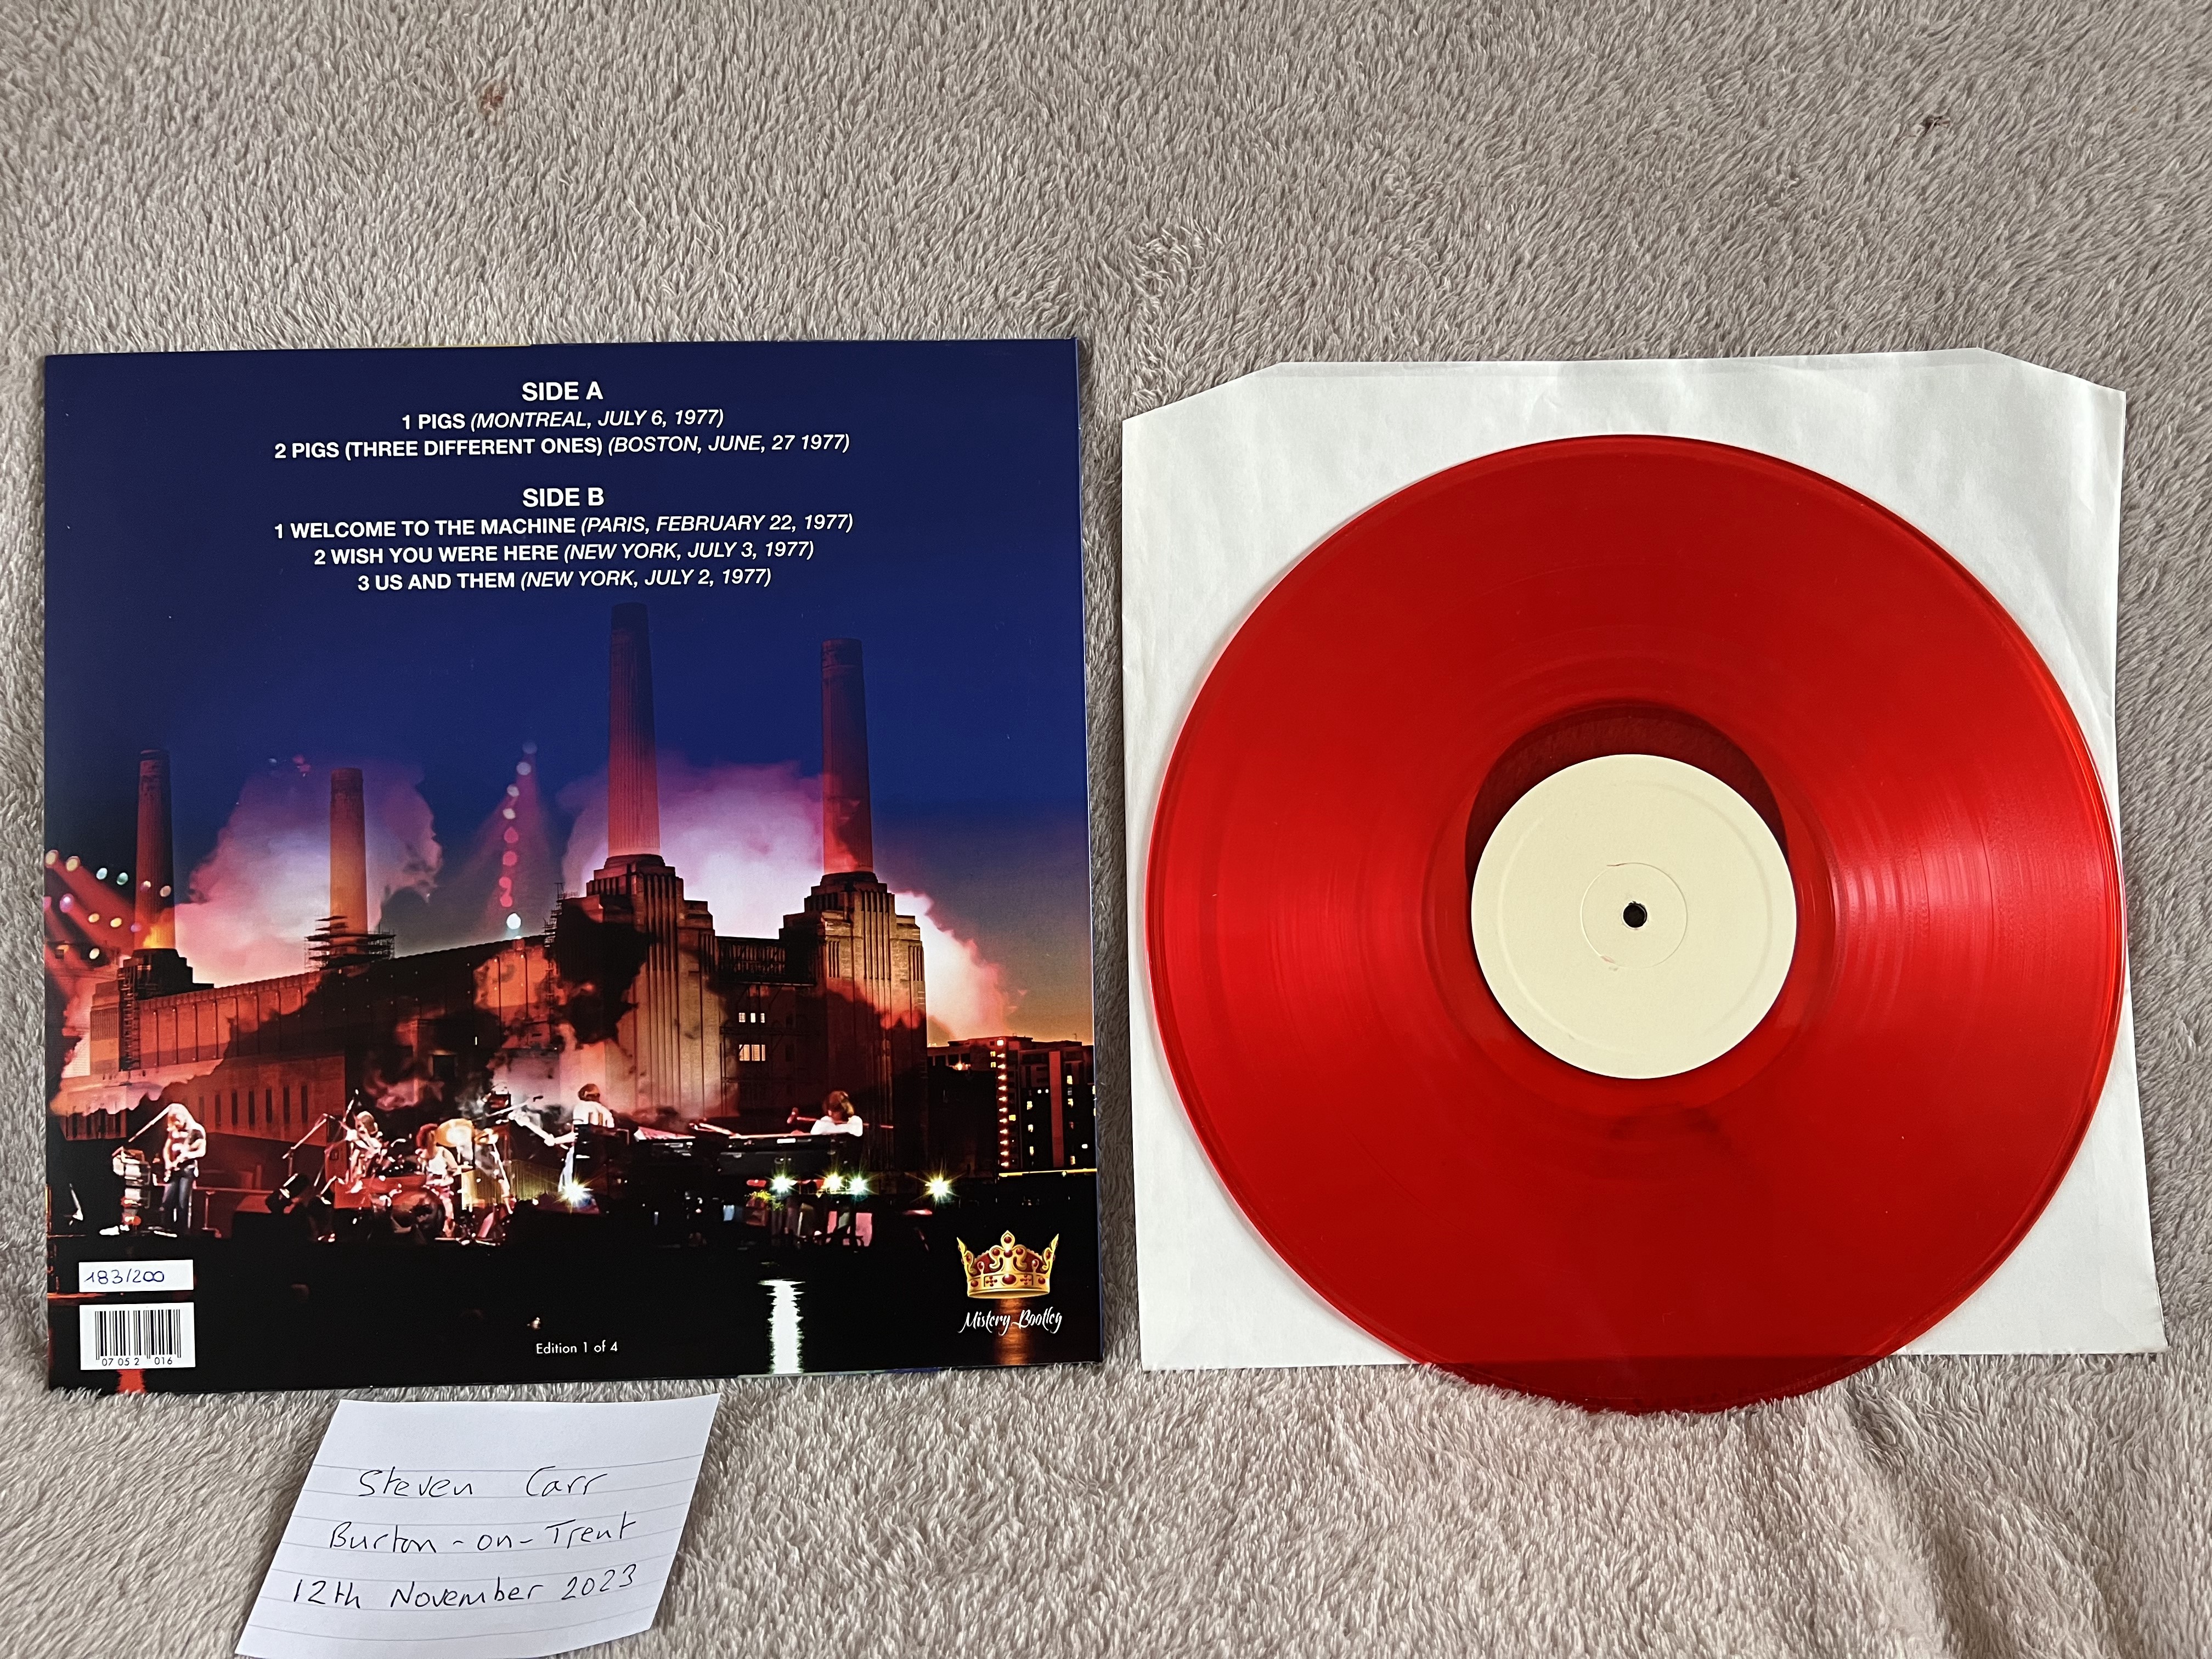 SIDE A
1 PIGS (MONTREAL, JULY 6, 1977)
2 PIGS (THREE DIFFERENT ONES) (BOSTON, JUNE, 27 1977)
SIDE B
1 WELCOME TO THE MACHINE (PARIS, FEBRUARY 22, 1977)
2 WISH YOU WERE HERE (NEW YORK, JULY 3, 1977)
3 US AND THEM (NEW YORK, JULY 2, 1977)
183/200
07 05 2 016
Edition 1 of 4
Mistery Bootleg
Steven Carr
Burton-on-Trent
12th November 2023